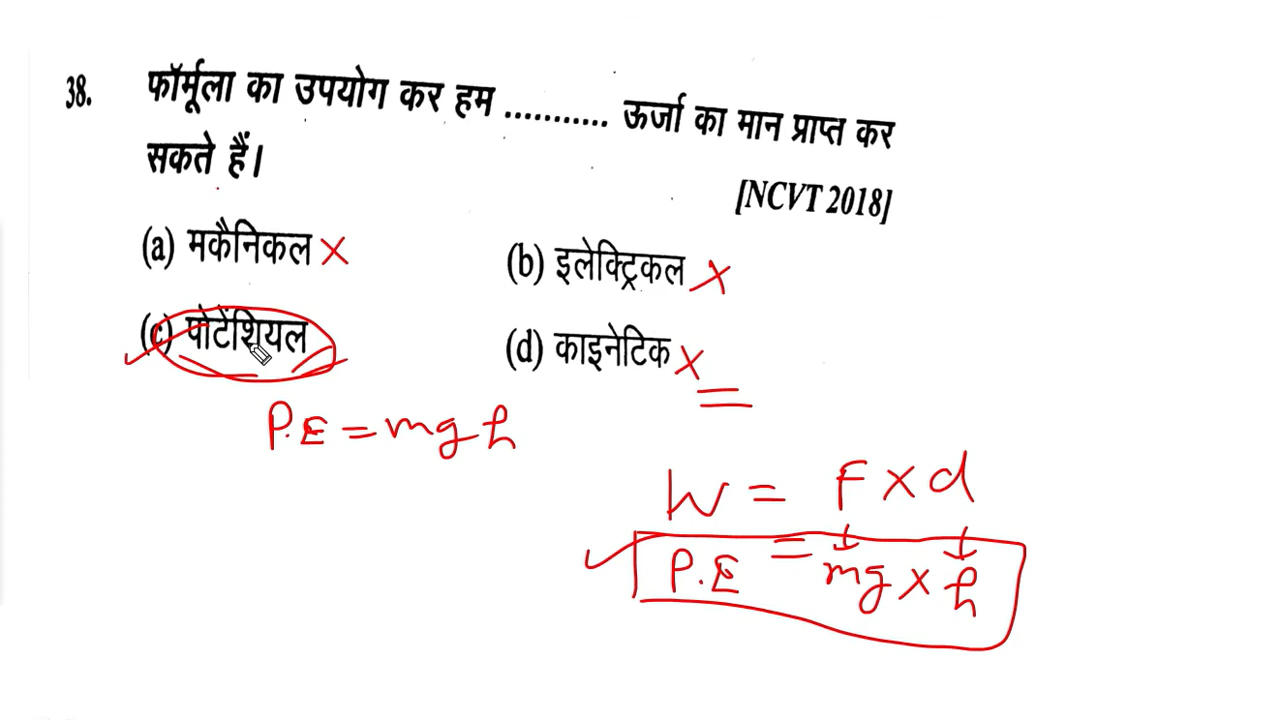 38. फॉर्मूला का उपयोग कर हम ........... ऊर्जा का मान प्राप्त कर
सकते हैं।
[NCVT 2018]
(a) मकैनिकल ×
(b) इलेक्ट्रिकल ×
(c) पोटेंशियल
(d) काइनेटिक ×
P.E = mgh
W = F × d
P.E = mg × h